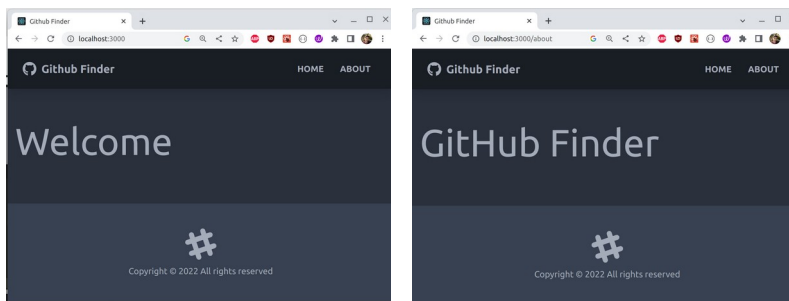 Github Finder
localhost:3000
Github Finder
HOME ABOUT
Welcome
Copyright © 2022 All rights reserved
Github Finder
localhost:3000/about
Github Finder
HOME ABOUT
GitHub Finder
Copyright © 2022 All rights reserved